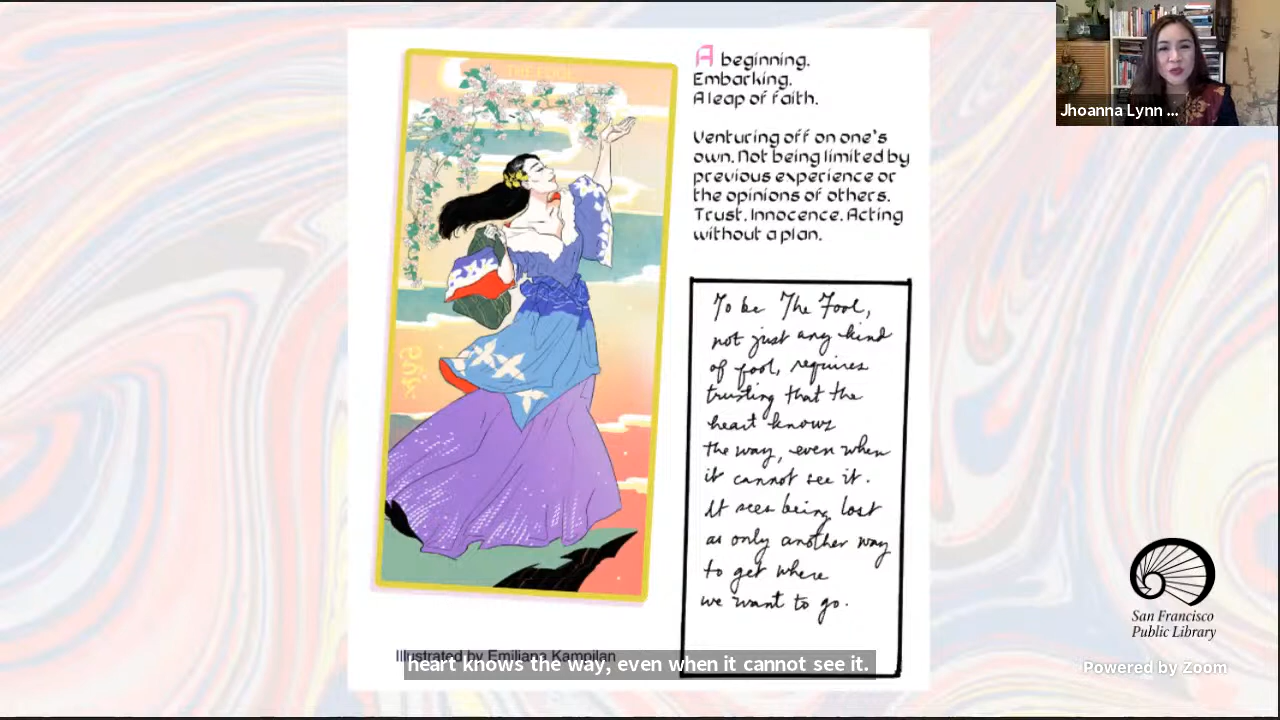 A beginning.
Embarking.
A leap of faith.
Venturing off on one's
own. Not being limited by
previous experience or
the opinions of others.
Trust. Innocence. Acting
without a plan.
To be The Fool,
not just any kind
of fool, requires
trusting that the
heart knows
the way, even when
it cannot see it.
It sees being lost
as only another way
to get where
we want to go.
Illustrated by Emiliana Kampilan
heart knows the way, even when it cannot see it.
Jhoanna Lynn ...
San Francisco
Public Library
Powered by Zoom